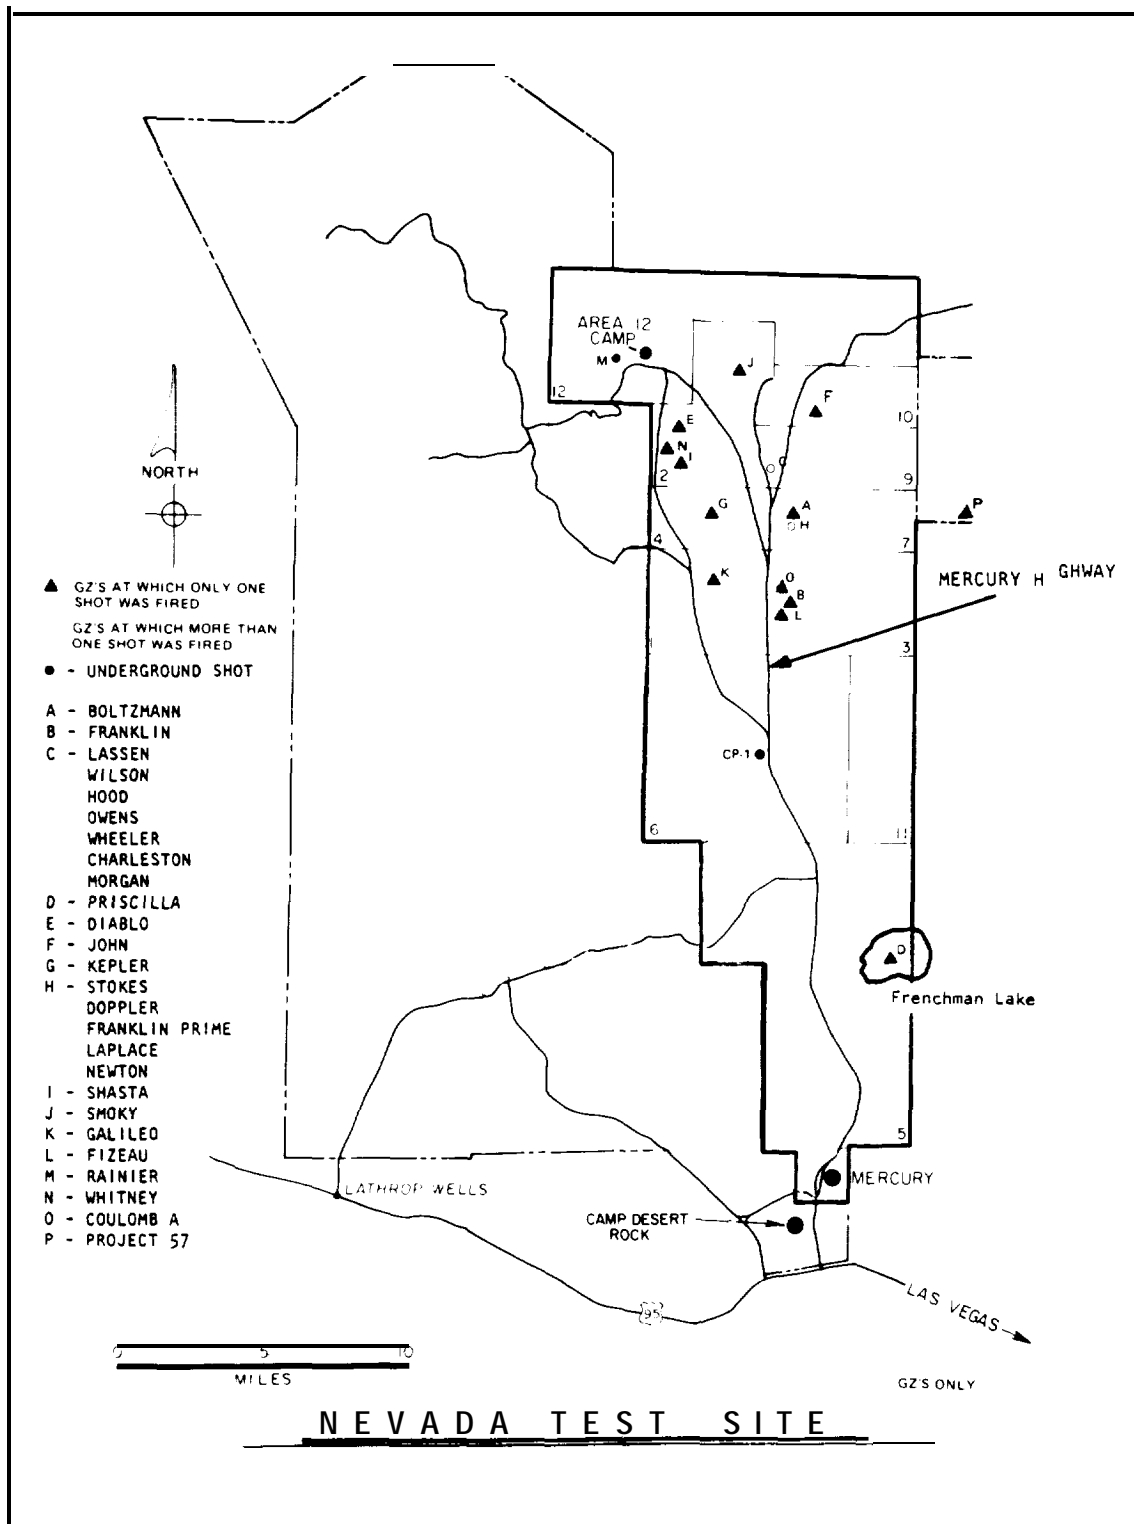 AREA 12
CAMP
M
J
F
12
E
10
N
I
2
C
9
G
A
P
H
4
7
K
O
B
L
MERCURY H GHWAY
3
1
CP-1
6
11
D
Frenchman Lake
5
MERCURY
LATHROP WELLS
CAMP DESERT
ROCK
95
LAS VEGAS
NORTH
▲ GZ'S AT WHICH ONLY ONE
SHOT WAS FIRED
GZ'S AT WHICH MORE THAN
ONE SHOT WAS FIRED
● - UNDERGROUND SHOT
A - BOLTZMANN
B - FRANKLIN
C - LASSEN
WILSON
HOOD
OWENS
WHEELER
CHARLESTON
MORGAN
D - PRISCILLA
E - DIABLO
F - JOHN
G - KEPLER
H - STOKES
DOPPLER
FRANKLIN PRIME
LAPLACE
NEWTON
I - SHASTA
J - SMOKY
K - GALILEO
L - FIZEAU
M - RAINIER
N - WHITNEY
O - COULOMB A
P - PROJECT 57
0 5 10
MILES
GZ'S ONLY
NEVADA TEST SITE